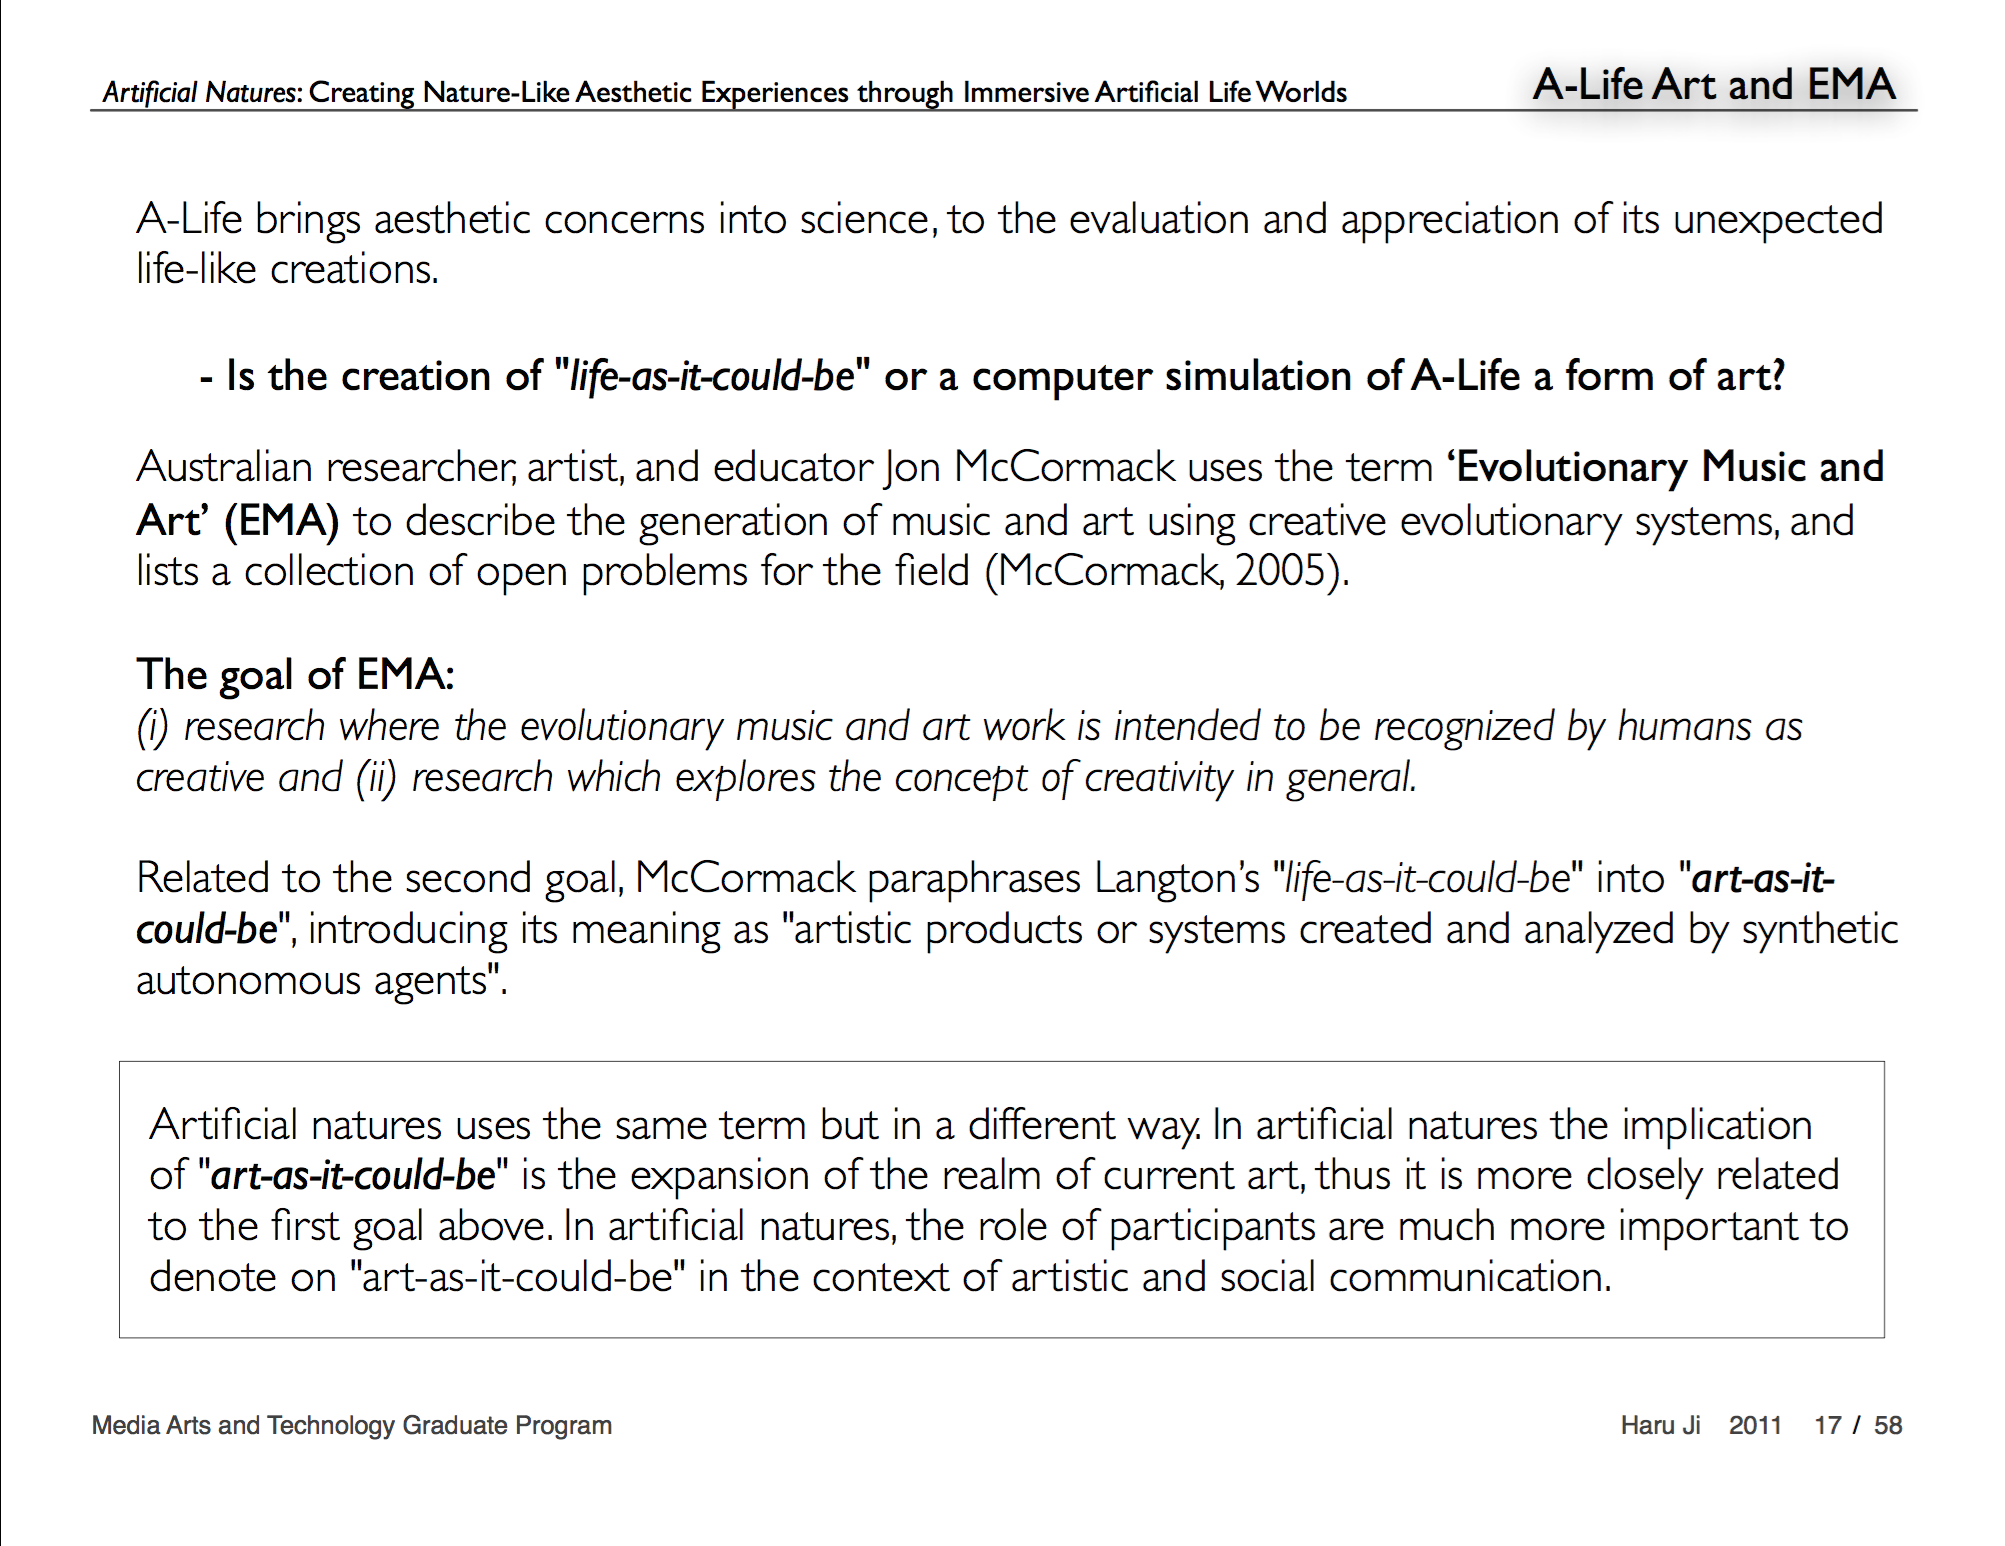 Artificial Natures: Creating Nature-Like Aesthetic Experiences through Immersive Artificial Life Worlds
A-Life Art and EMA
A-Life brings aesthetic concerns into science, to the evaluation and appreciation of its unexpected
life-like creations.
- Is the creation of "life-as-it-could-be" or a computer simulation of A-Life a form of art?
Australian researcher, artist, and educator Jon McCormack uses the term ‘Evolutionary Music and
Art’ (EMA) to describe the generation of music and art using creative evolutionary systems, and
lists a collection of open problems for the field (McCormack, 2005).
The goal of EMA:
(i) research where the evolutionary music and art work is intended to be recognized by humans as
creative and (ii) research which explores the concept of creativity in general.
Related to the second goal, McCormack paraphrases Langton’s "life-as-it-could-be" into "art-as-it-
could-be", introducing its meaning as "artistic products or systems created and analyzed by synthetic
autonomous agents".
Artificial natures uses the same term but in a different way. In artificial natures the implication
of "art-as-it-could-be" is the expansion of the realm of current art, thus it is more closely related
to the first goal above. In artificial natures, the role of participants are much more important to
denote on "art-as-it-could-be" in the context of artistic and social communication.
Media Arts and Technology Graduate Program
Haru Ji 2011 17 / 58